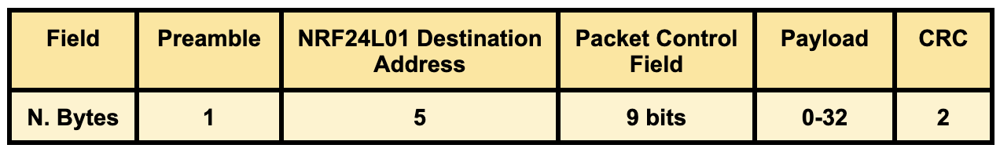 Field Preamble NRF24L01 Destination Address Packet Control Field Payload CRC
N. Bytes 1 5 9 bits 0-32 2